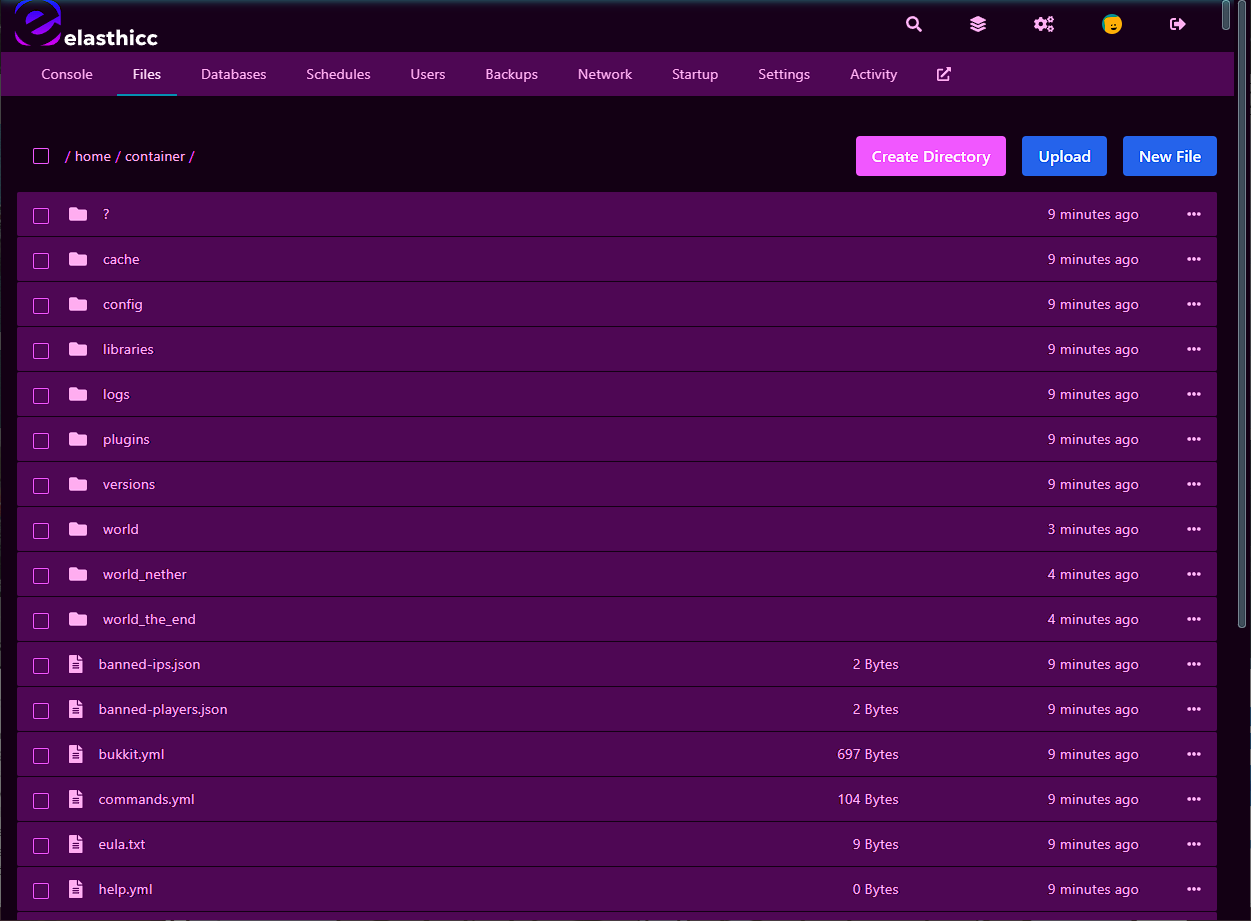 elasthicc
Console Files Databases Schedules Users Backups Network Startup Settings Activity
/ home / container / Create Directory Upload New File
? 9 minutes ago
cache 9 minutes ago
config 9 minutes ago
libraries 9 minutes ago
logs 9 minutes ago
plugins 9 minutes ago
versions 9 minutes ago
world 3 minutes ago
world_nether 4 minutes ago
world_the_end 4 minutes ago
banned-ips.json 2 Bytes 9 minutes ago
banned-players.json 2 Bytes 9 minutes ago
bukkit.yml 697 Bytes 9 minutes ago
commands.yml 104 Bytes 9 minutes ago
eula.txt 9 Bytes 9 minutes ago
help.yml 0 Bytes 9 minutes ago